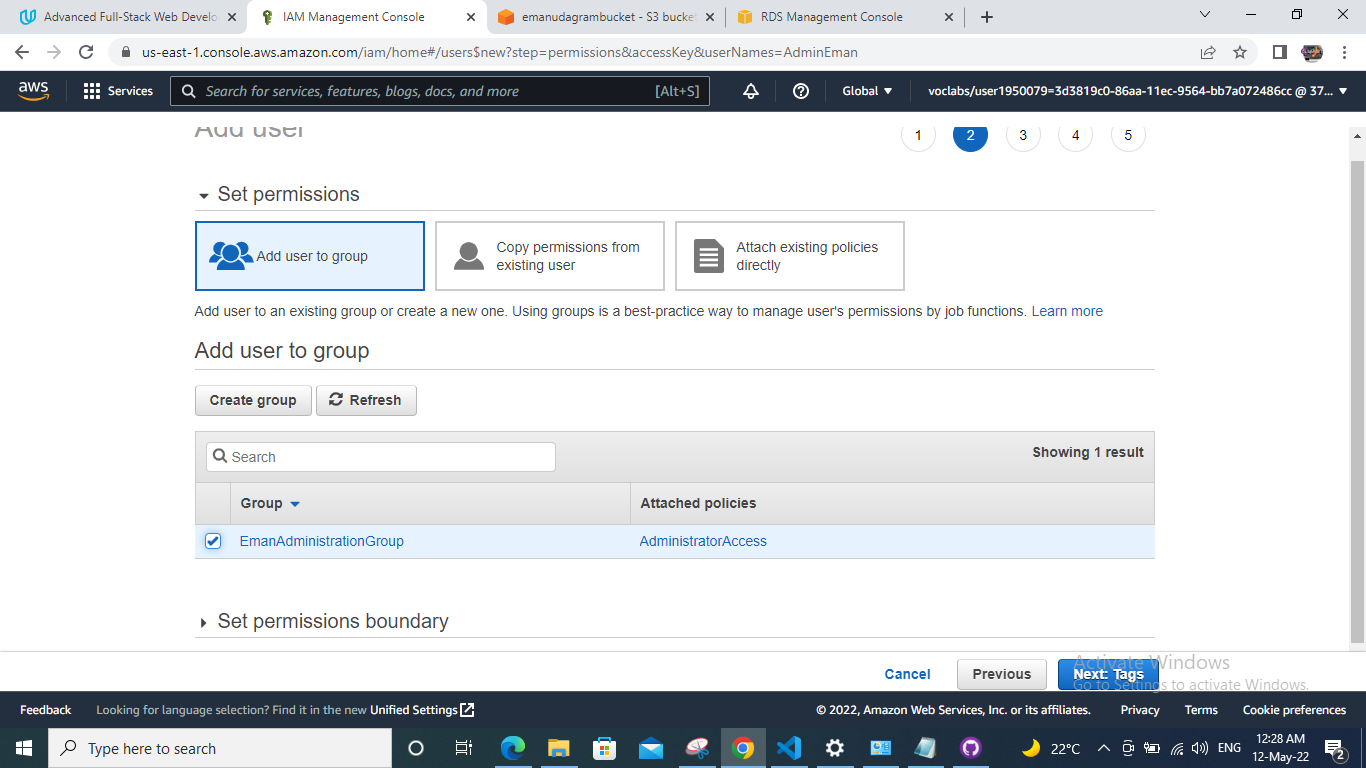 Advanced Full-Stack Web Develo
IAM Management Console
emanudagrambucket - S3 bucket
RDS Management Console
us-east-1.console.aws.amazon.com/iam/home#/users$new?step=permissions&accessKey&userNames=AdminEman
aws
Services
Search for services, features, blogs, docs, and more
[Alt+S]
Global
voclabs/user1950079=3d3819c0-86aa-11ec-9564-bb7a072486cc @ 37...
Add user
1
2
3
4
5
Set permissions
Add user to group
Copy permissions from
existing user
Attach existing policies
directly
Add user to an existing group or create a new one. Using groups is a best-practice way to manage user's permissions by job functions. Learn more
Add user to group
Create group
Refresh
Search
Showing 1 result
Group
Attached policies
EmanAdministrationGroup
AdministratorAccess
Set permissions boundary
Cancel
Previous
Next: Tags
Activate Windows
Go to Settings to activate Windows.
Feedback
Looking for language selection? Find it in the new Unified Settings
© 2022, Amazon Web Services, Inc. or its affiliates.
Privacy
Terms
Cookie preferences
Type here to search
22°C
ENG
12:28 AM
12-May-22
2